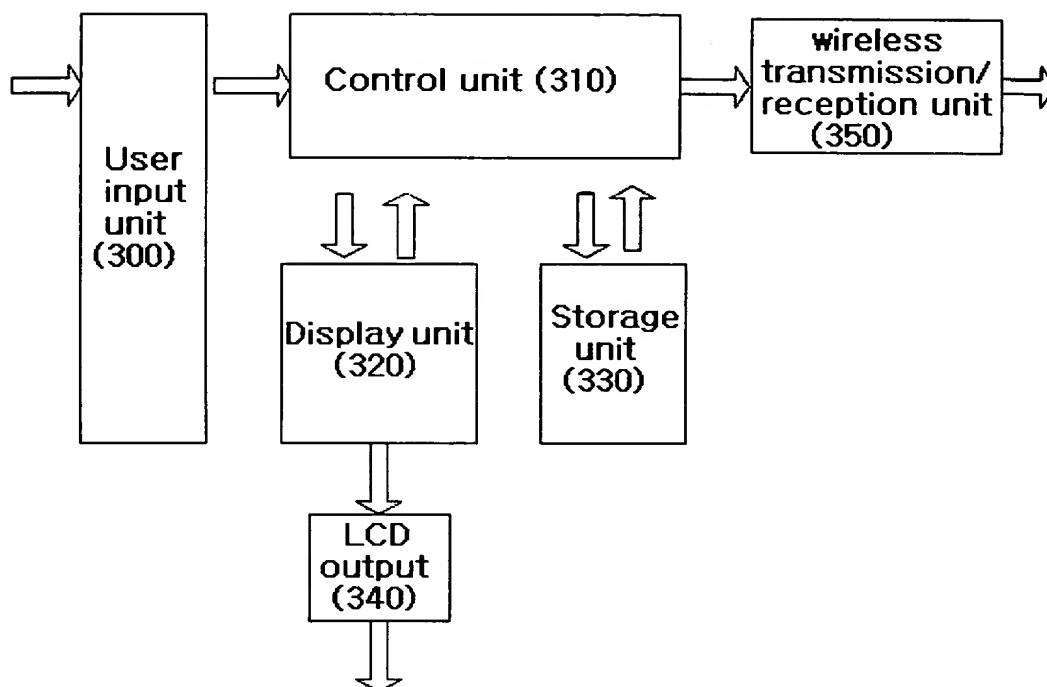 User
input
unit
(300)
Control unit (310)
wireless
transmission/
reception unit
(350)
Display unit
(320)
Storage
unit
(330)
LCD
output
(340)